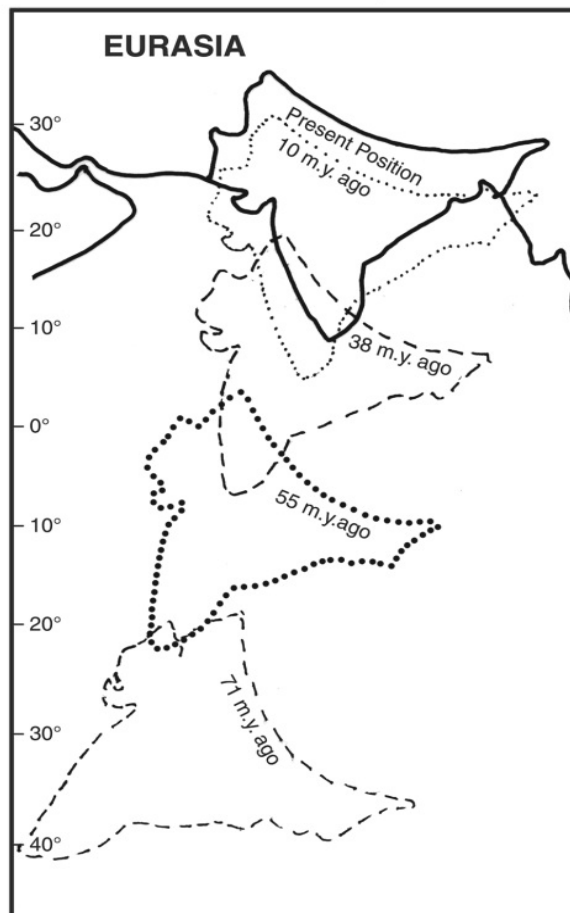 EURASIA
30°
Present Position
10 m.y. ago
20°
10°
38 m.y. ago
0°
55 m.y.ago
10°
20°
71 m.y. ago
30°
40°